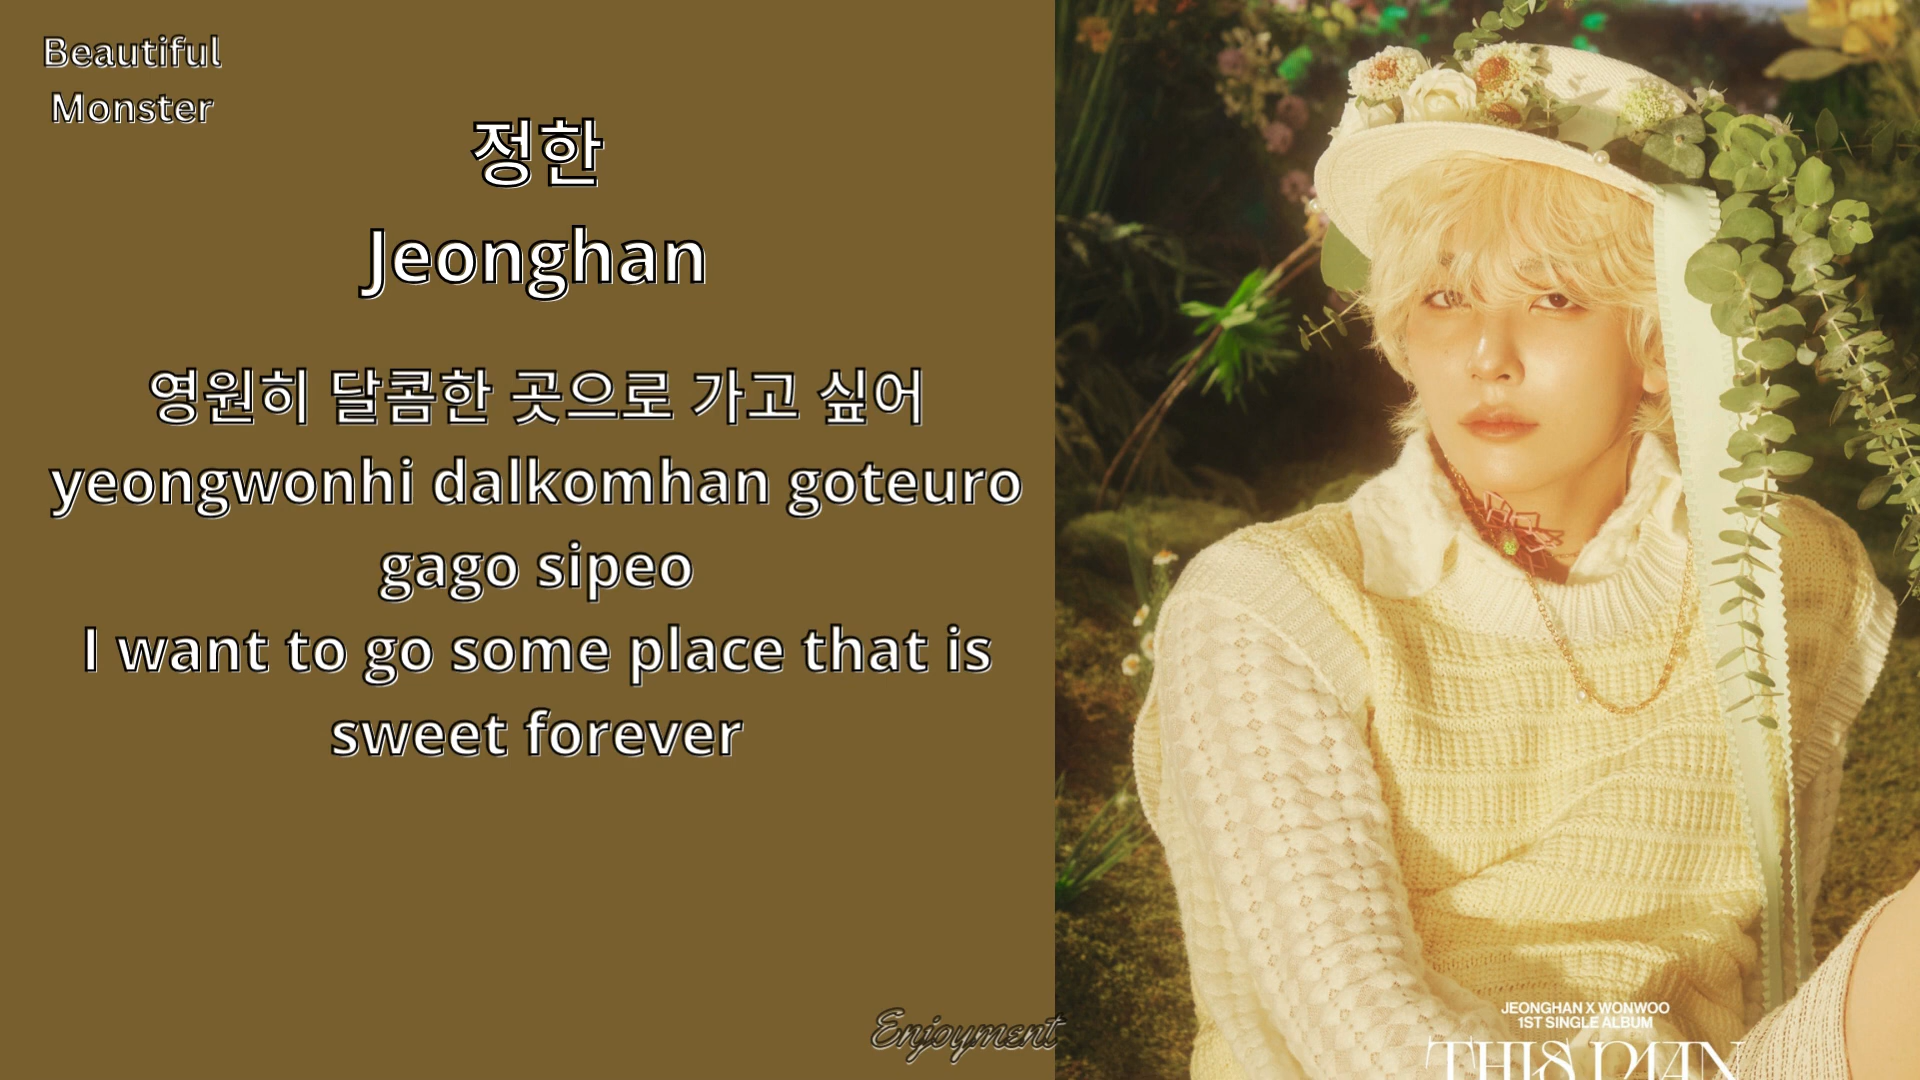 Beautiful
Monster
정한
Jeonghan
영원히 달콤한 곳으로 가고 싶어
yeongwonhi dalkomhan goteuro
gago sipeo
I want to go some place that is
sweet forever
Enjoyment
JEONGHAN X WONWOO
1ST SINGLE ALBUM
THIS MAN